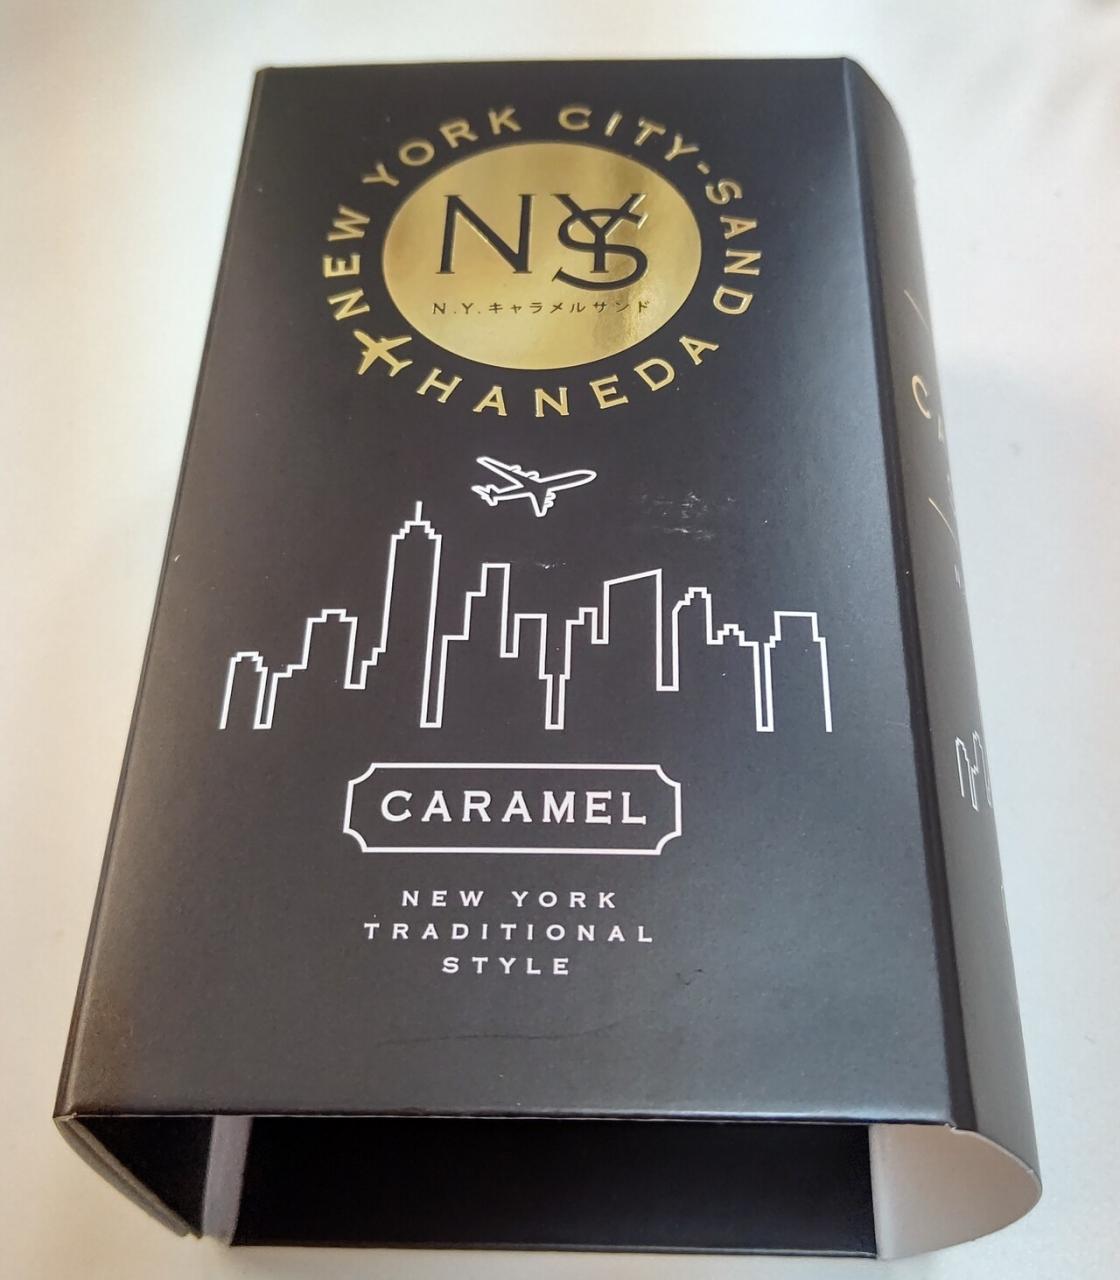 NEW YORK CITY-SAND
NYS
N.Y.キャラメルサンド
HANEDA
CARAMEL
NEW YORK
TRADITIONAL
STYLE